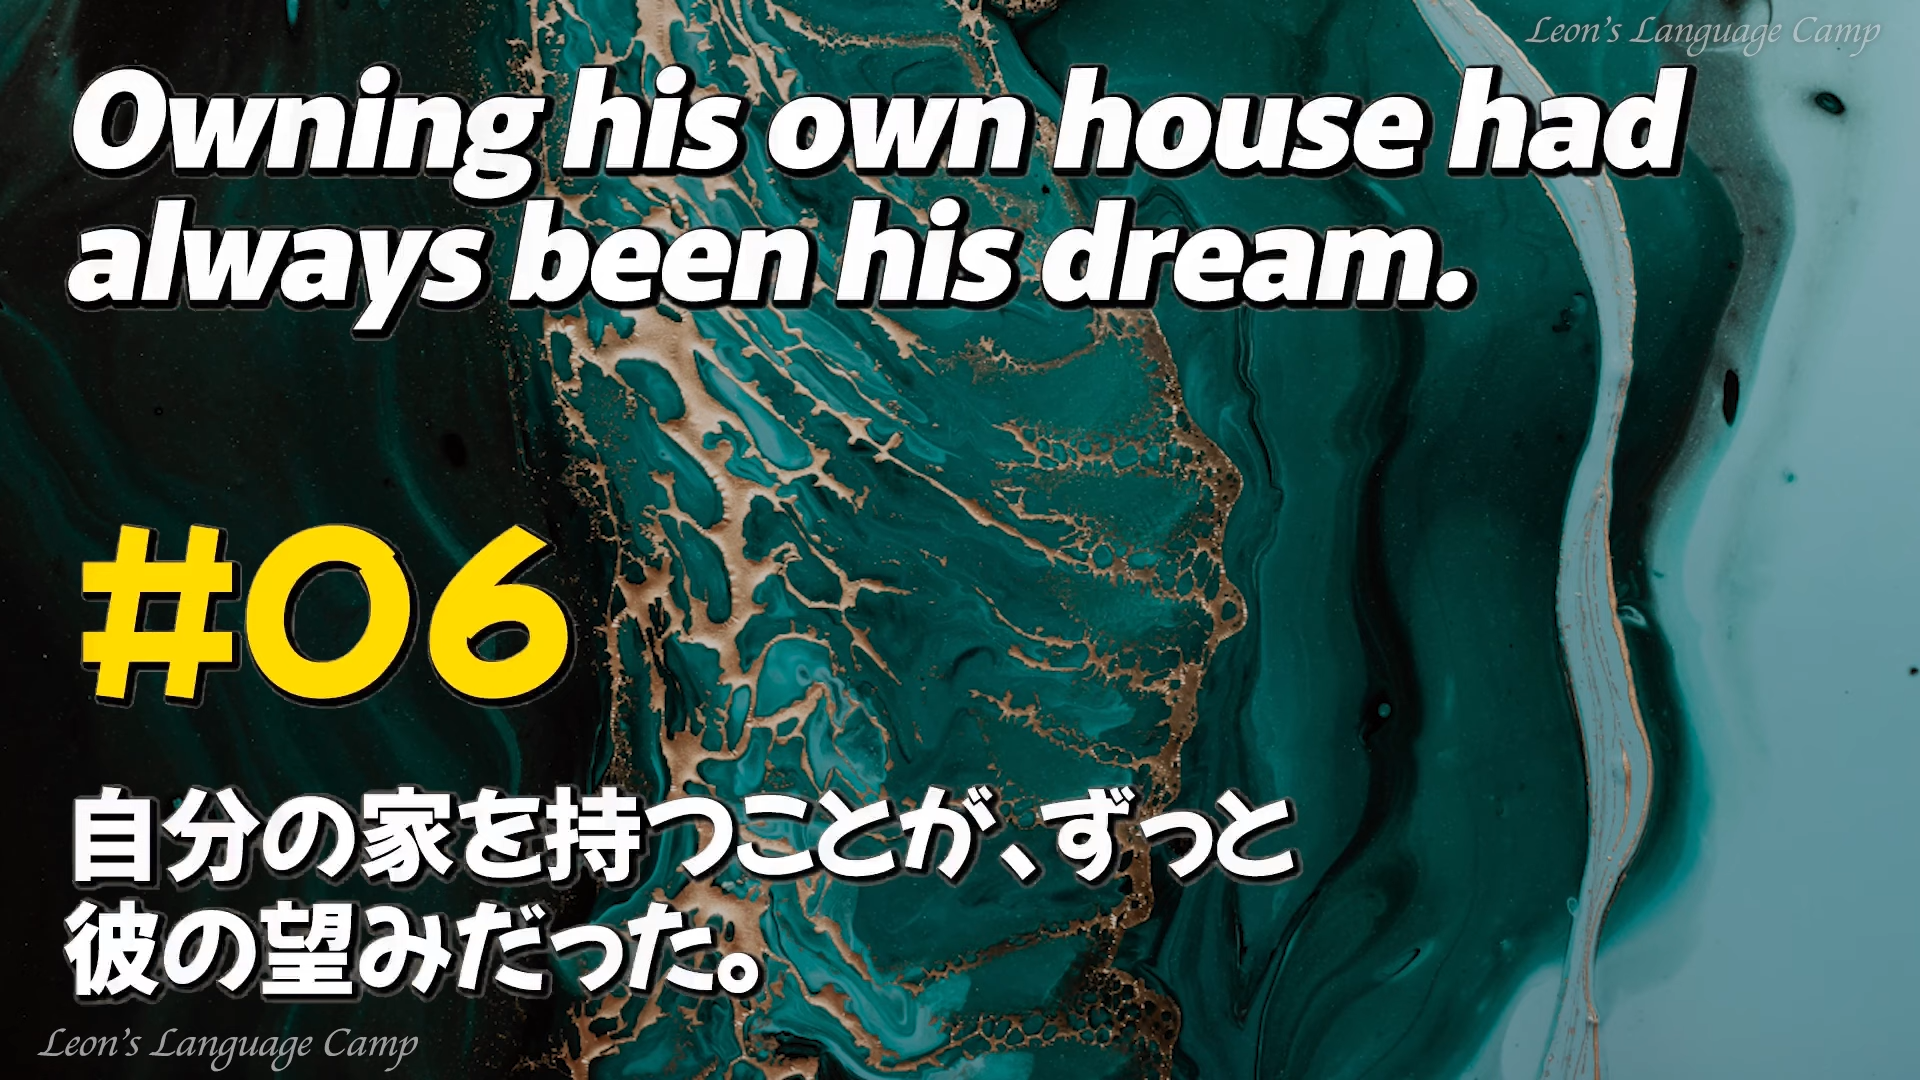 Leon's Language Camp
Owning his own house had
always been his dream.
#06
自分の家を持つことが、ずっと
彼の望みだった。
Leon's Language Camp